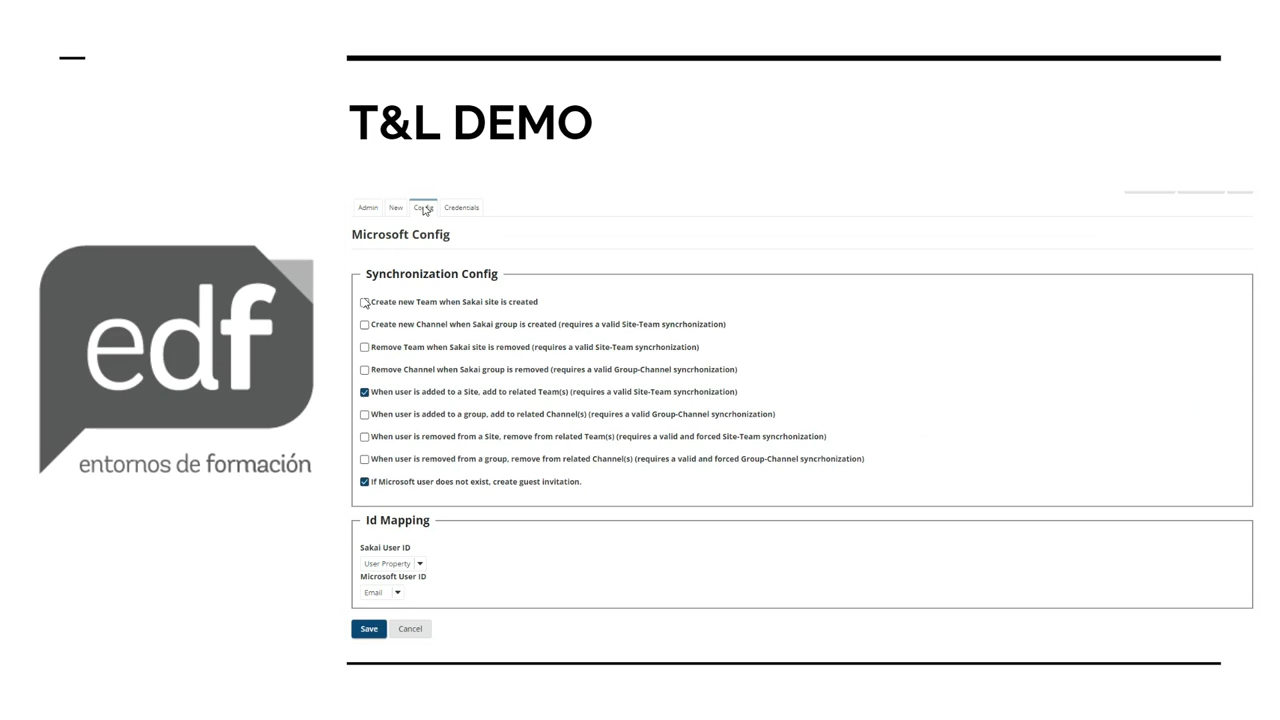 T&L DEMO
Admin New Config Credentials
Microsoft Config
Synchronization Config
Create new Team when Sakai site is created
Create new Channel when Sakai group is created (requires a valid Site-Team syncrhonization)
Remove Team when Sakai site is removed (requires a valid Site-Team syncrhonization)
Remove Channel when Sakai group is removed (requires a valid Group-Channel syncrhonization)
When user is added to a Site, add to related Team(s) (requires a valid Site-Team syncrhonization)
When user is added to a group, add to related Channel(s) (requires a valid Group-Channel syncrhonization)
When user is removed from a Site, remove from related Team(s) (requires a valid and forced Site-Team syncrhonization)
When user is removed from a group, remove from related Channel(s) (requires a valid and forced Group-Channel syncrhonization)
If Microsoft user does not exist, create guest invitation.
Id Mapping
Sakai User ID
User Property
Microsoft User ID
Email
Save Cancel
edf
entornos de formación